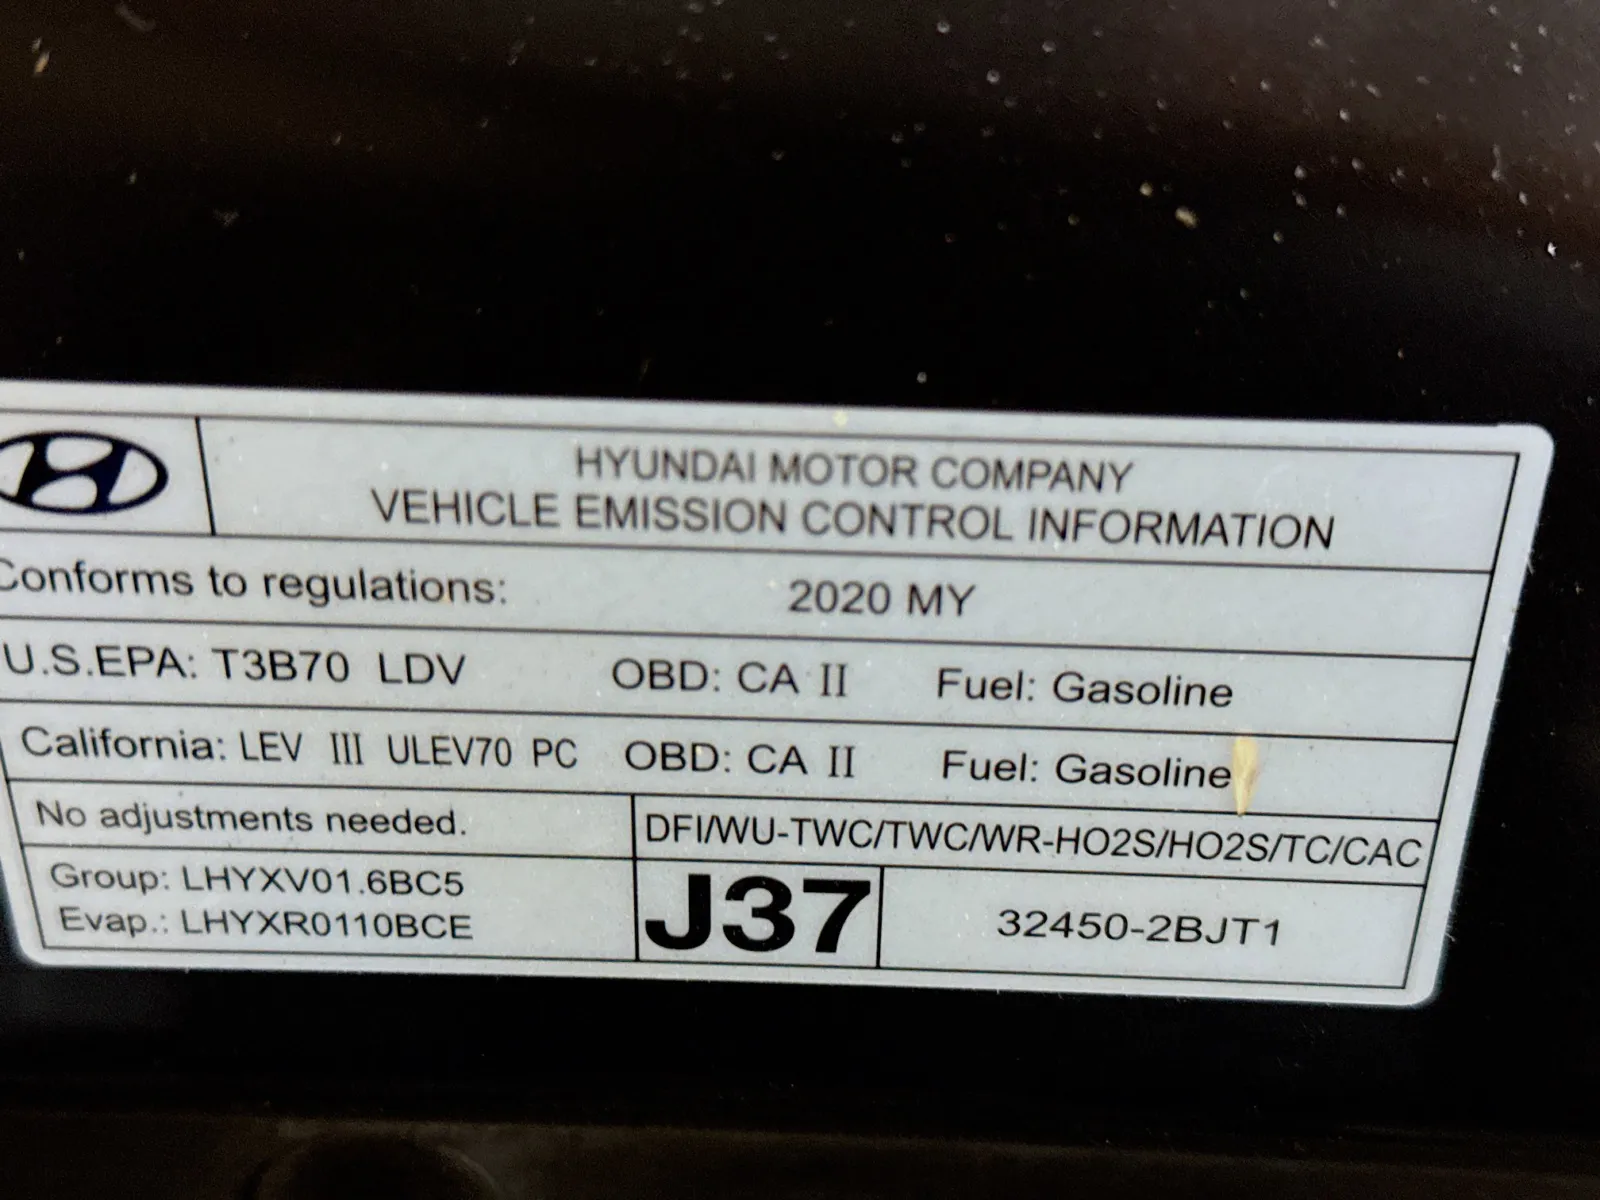 HYUNDAI MOTOR COMPANY
VEHICLE EMISSION CONTROL INFORMATION
Conforms to regulations: 2020 MY
U.S.EPA: T3B70 LDV OBD: CA II Fuel: Gasoline
California: LEV III ULEV70 PC OBD: CA II Fuel: Gasoline
No adjustments needed. DFI/WU-TWC/TWC/WR-HO2S/HO2S/TC/CAC
Group: LHYXV01.6BC5
Evap.: LHYXR0110BCE
J37
32450-2BJT1